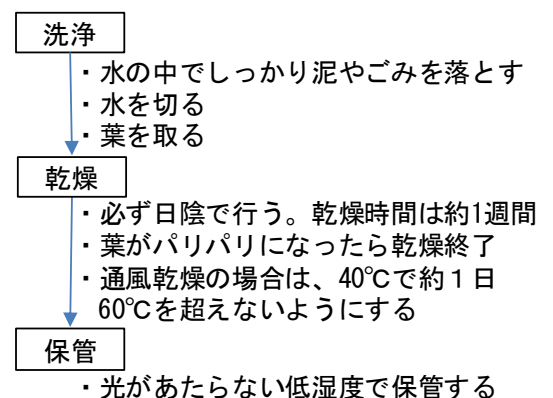 洗浄
・水の中でしっかり泥やごみを落とす
・水を切る
・葉を取る
乾燥
・必ず日陰で行う。乾燥時間は約1週間
・葉がパリパリになったら乾燥終了
・通風乾燥の場合は、40℃で約１日
60℃を超えないようにする
保管
・光があたらない低湿度で保管する